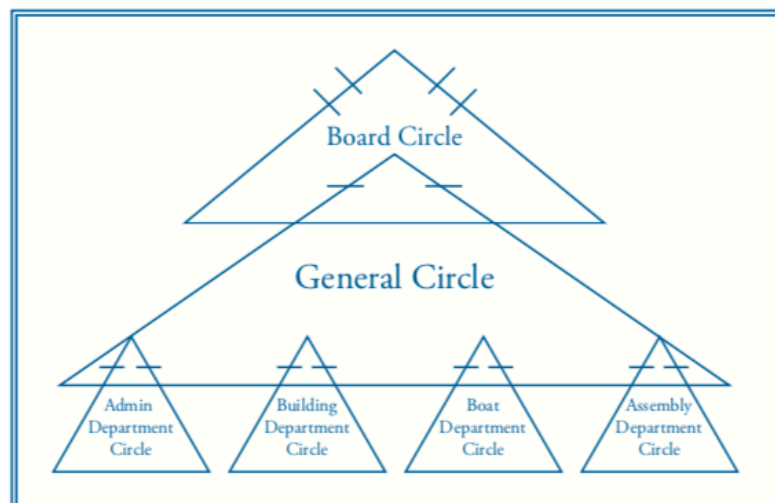 Board Circle
General Circle
Admin
Department
Circle
Building
Department
Circle
Boat
Department
Circle
Assembly
Department
Circle